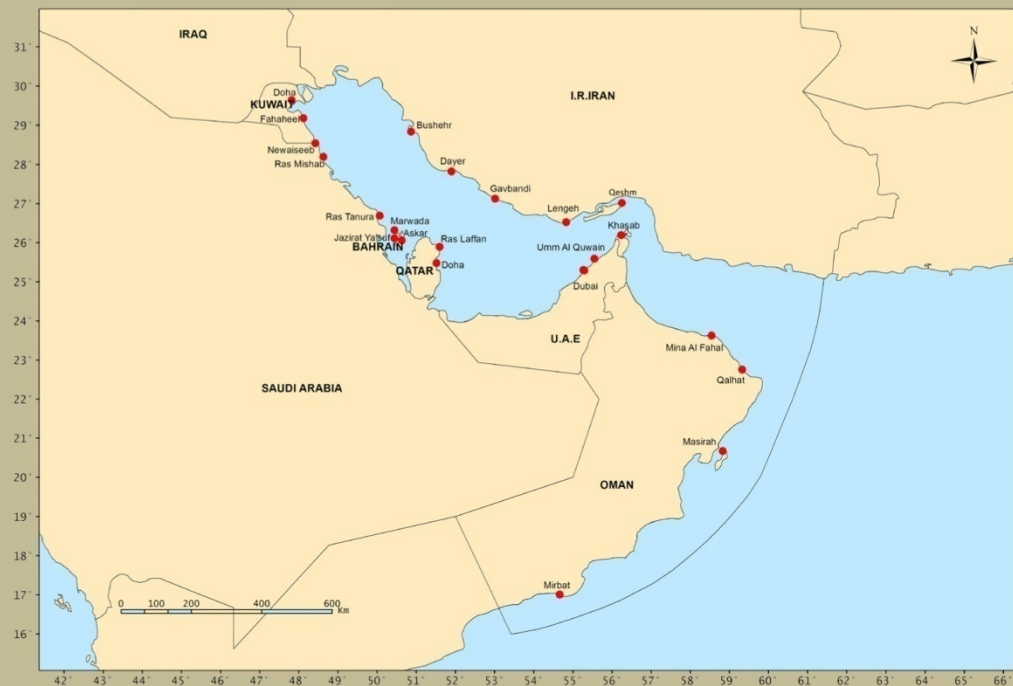 N
IRAQ
I.R.IRAN
Doha
KUWAIT
Fahaheel
Newaiseeb
Ras Mishab
Bushehr
Dayer
Gavbandi
Lengeh
Qeshm
Khasab
Ras Tanura
Marwada
Jazirat Ya'suf
Askar
BAHRAIN
Ras Laffan
QATAR
Doha
Umm Al Quwain
Dubai
U.A.E
Mina Al Fahal
Qalhat
SAUDI ARABIA
Masirah
OMAN
Mirbat
0 100 200 400 600
Km
31°
30°
29°
28°
27°
26°
25°
24°
23°
22°
21°
20°
19°
18°
17°
16°
42° 43° 44° 45° 46° 47° 48° 49° 50° 51° 52° 53° 54° 55° 56° 57° 58° 59° 60° 61° 62° 63° 64° 65° 66°